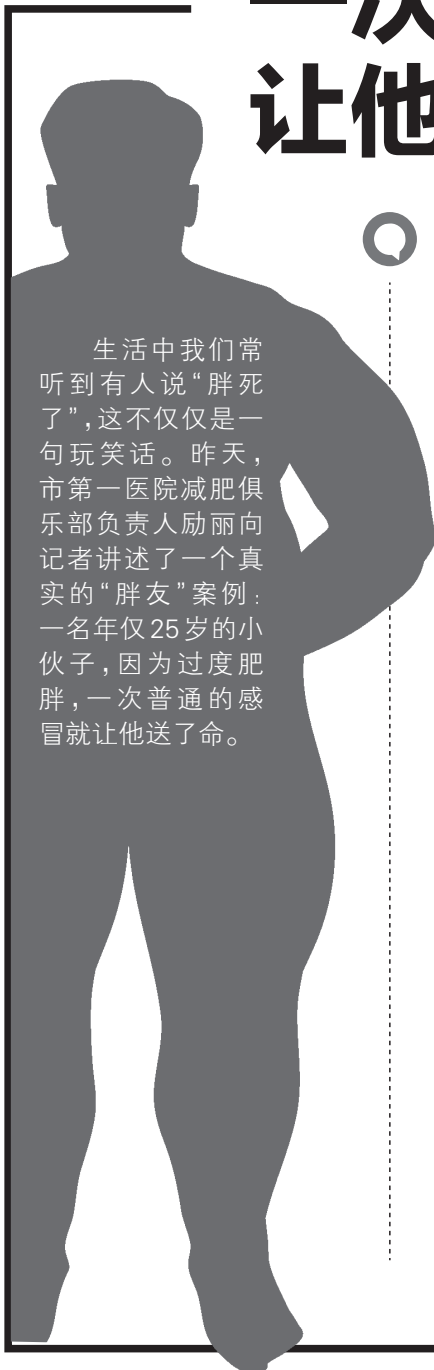 一次
让他
生活中我们常
听到有人说“胖死
了”,这不仅仅是一
句玩笑话。昨天,
市第一医院减肥俱
乐部负责人励丽向
记者讲述了一个真
实的“胖友”案例:
一名年仅25岁的小
伙子,因为过度肥
胖,一次普通的感
冒就让他送了命。